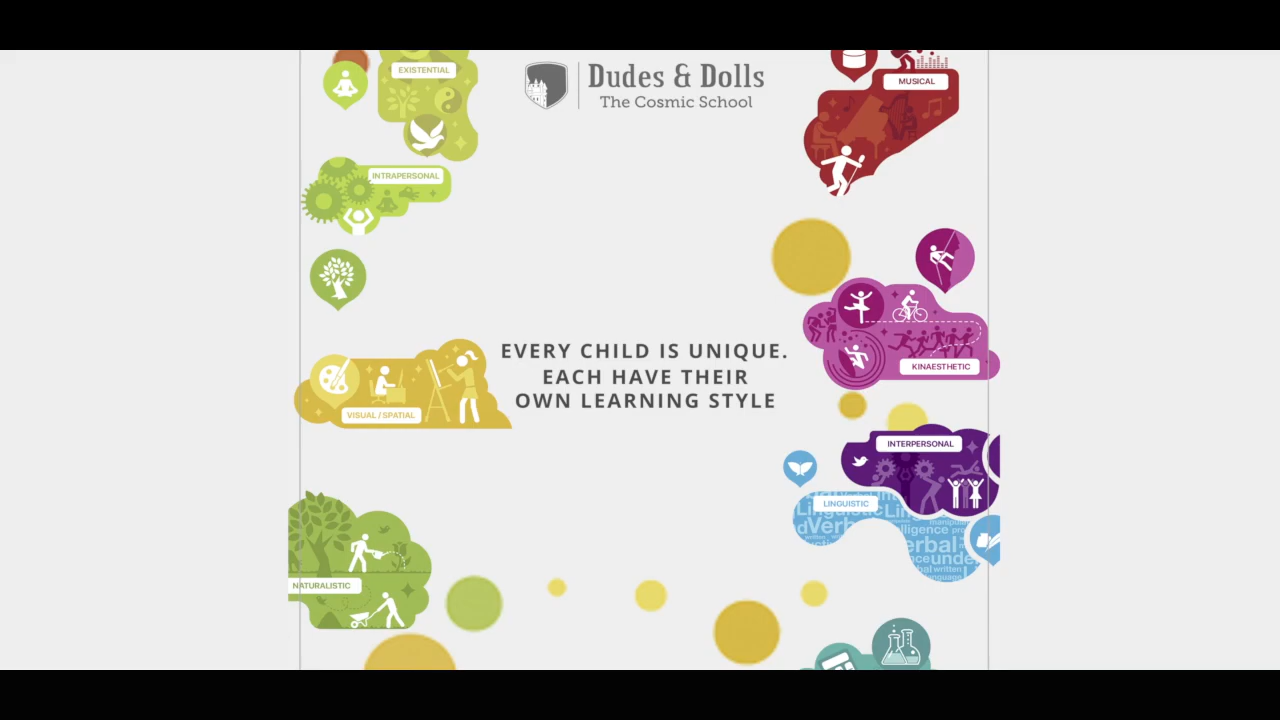 EXISTENTIAL
Dudes & Dolls
The Cosmic School
MUSICAL
INTRAPERSONAL
EVERY CHILD IS UNIQUE.
EACH HAVE THEIR
OWN LEARNING STYLE
KINAESTHETIC
VISUAL / SPATIAL
INTERPERSONAL
LINGUISTIC
NATURALISTIC